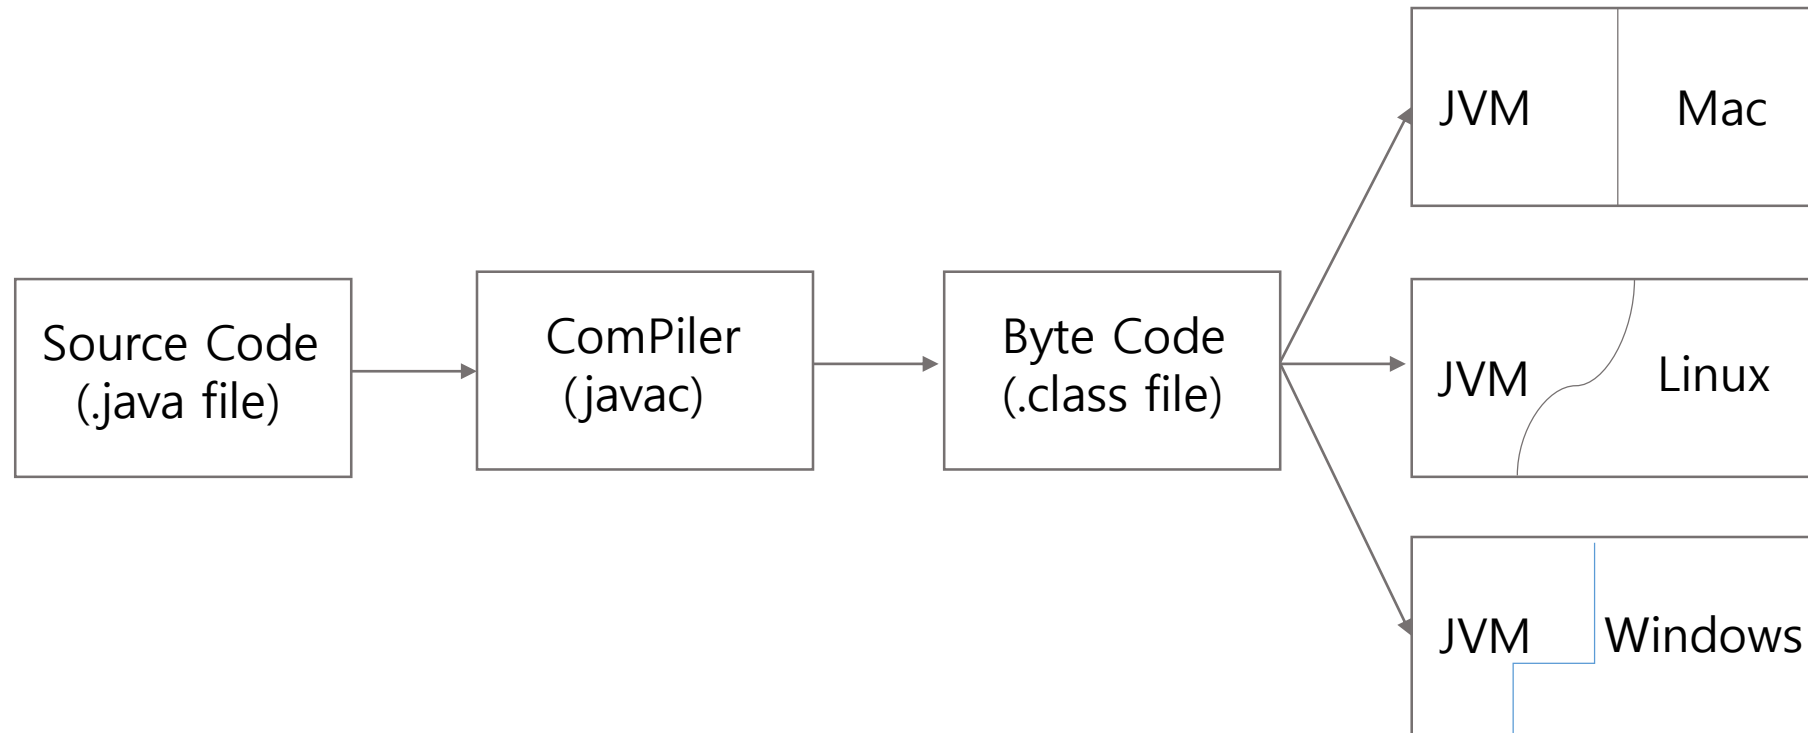 Source Code
(.java file)
ComPiler
(javac)
Byte Code
(.class file)
JVM
Mac
JVM
Linux
JVM
Windows